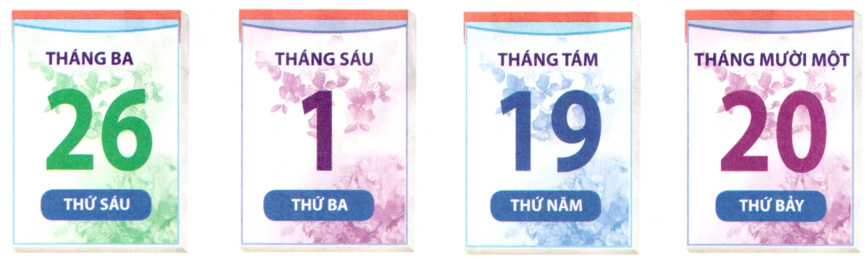 THÁNG BA
26
THỨ SÁU
THÁNG SÁU
1
THỨ BA
THÁNG TÁM
19
THỨ NĂM
THÁNG MƯỜI MỘT
20
THỨ BẢY